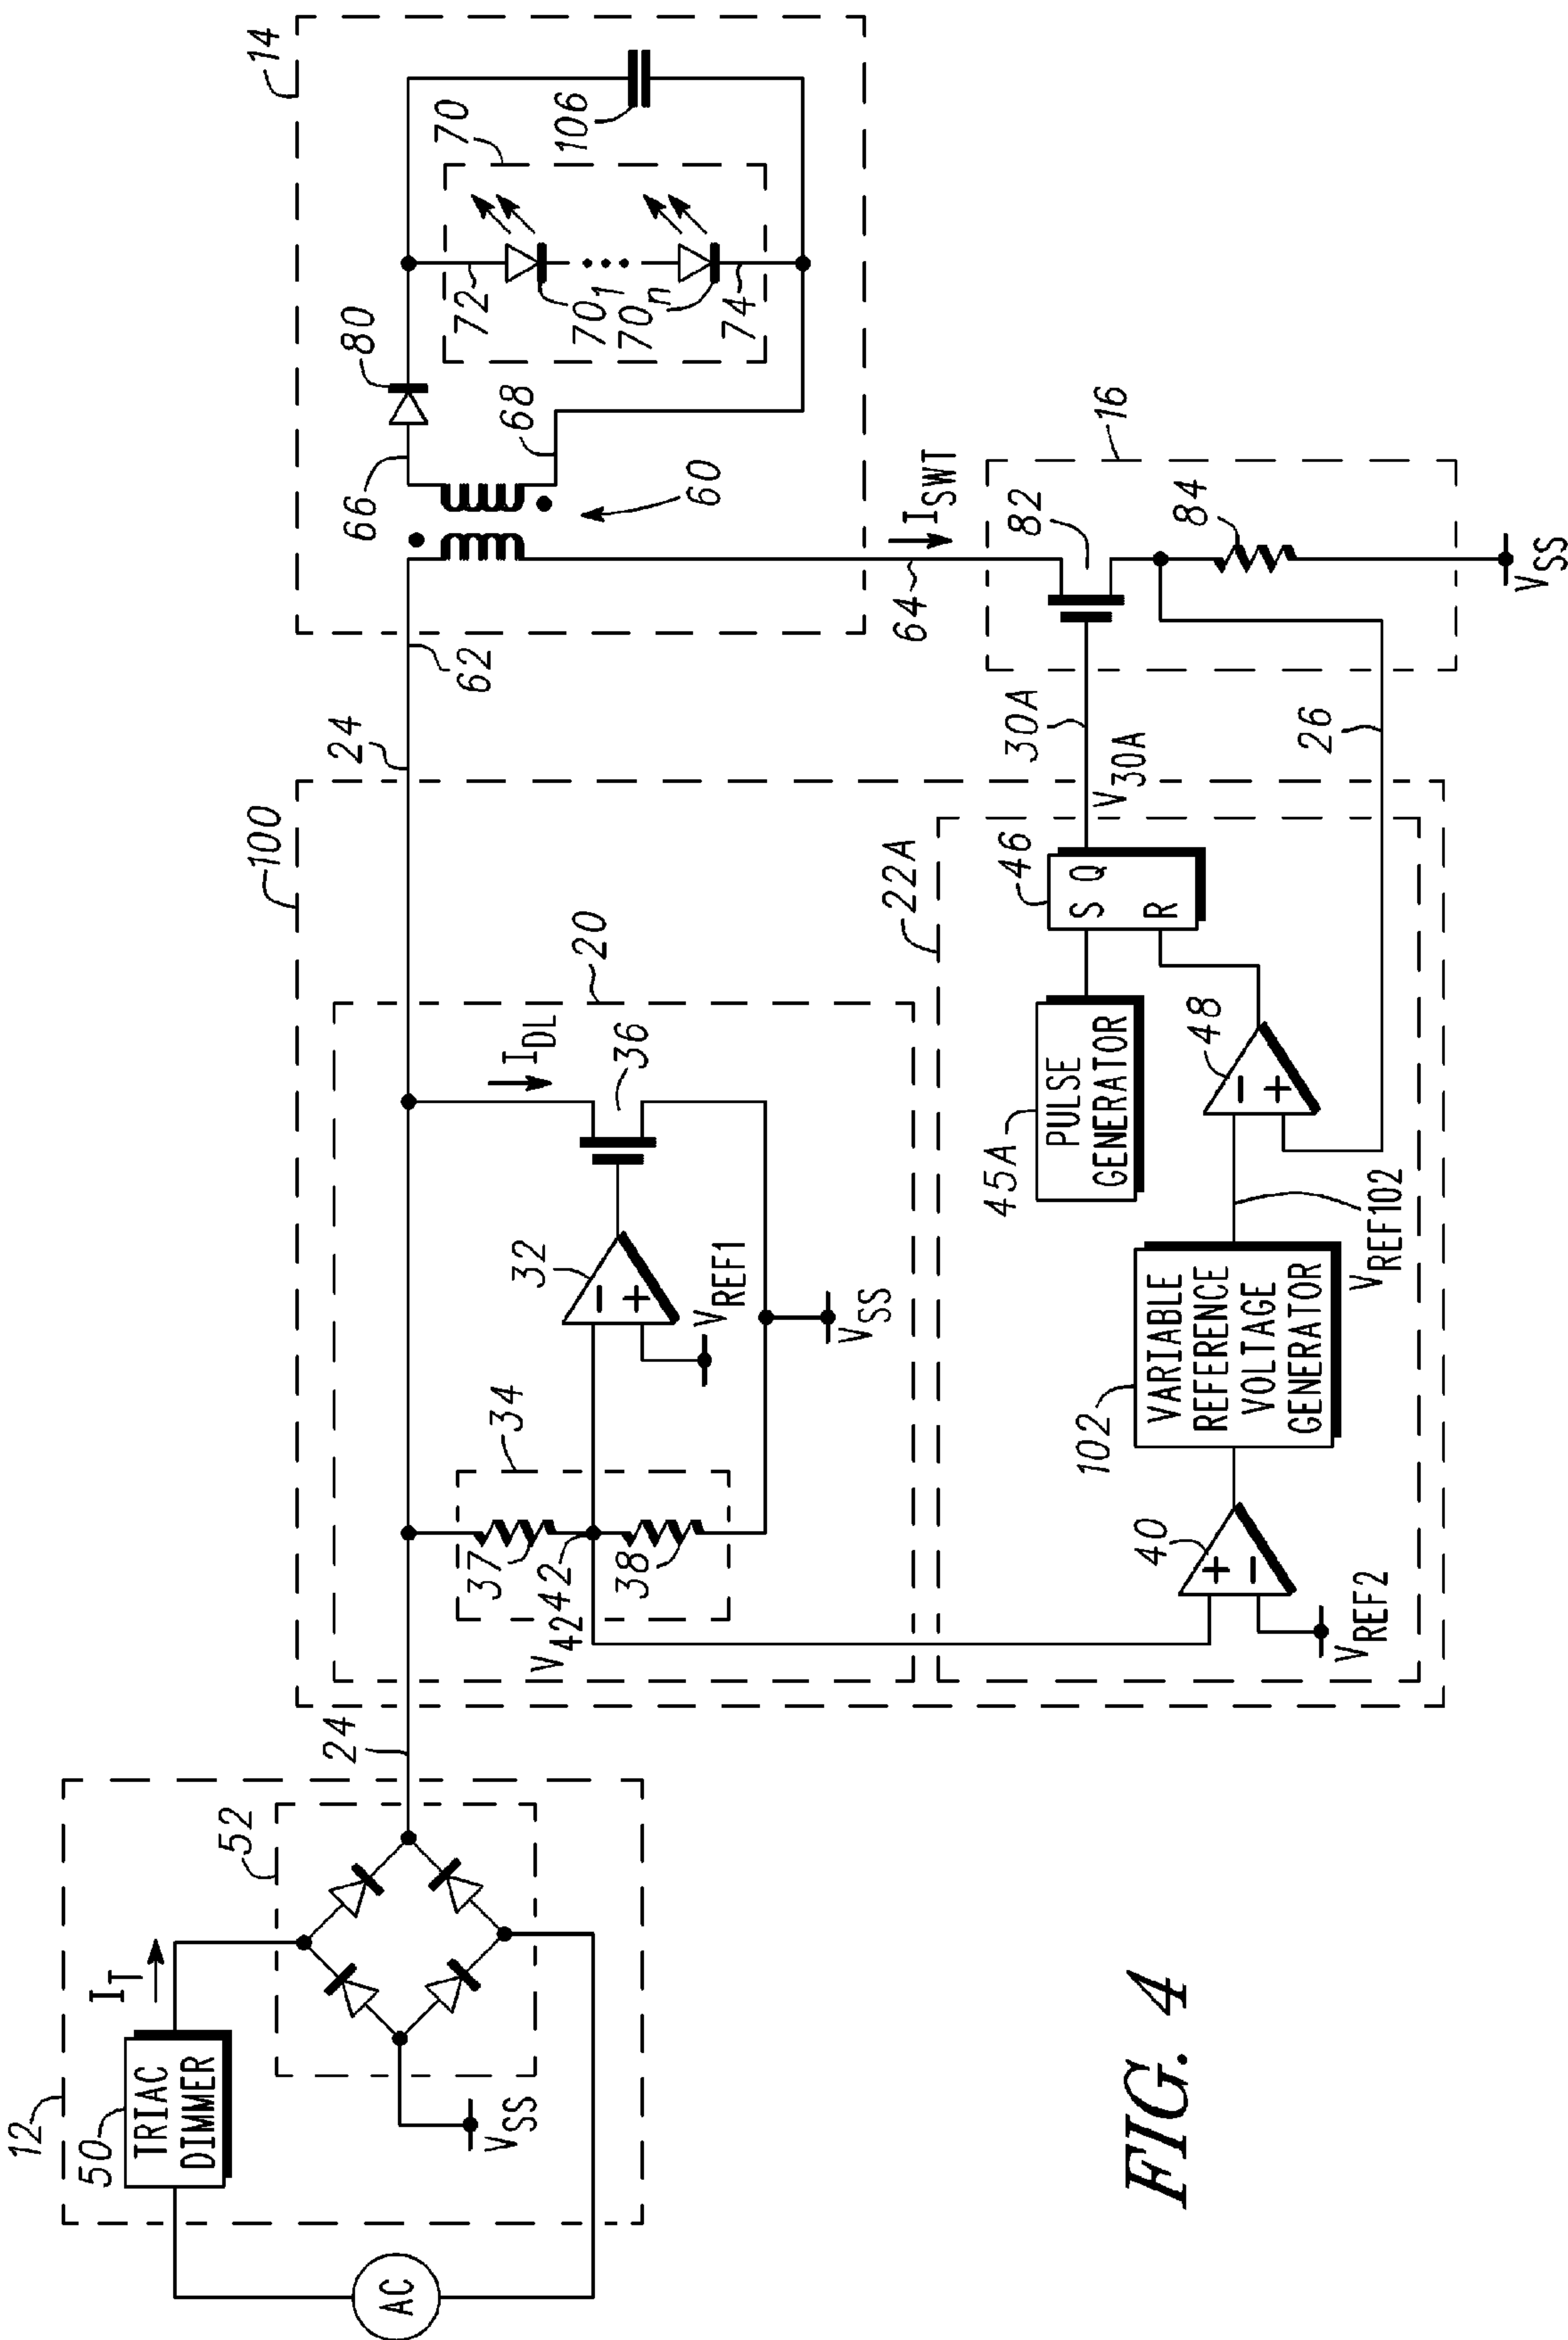 12
50
TRIAC
DIMMER
I_T
AC
52
V_SS
24
100
20
34
37
V_42
42
38
32
V_REF1
V_SS
I_DL
36
24
62
14
66
80
60
68
70
72
70_1
70_n
74
106
64
I_SWT
16
82
84
V_SS
30A
V_30A
26
22A
46
S Q
R
45A
PULSE
GENERATOR
48
V_REF102
102
VARIABLE
REFERENCE
VOLTAGE
GENERATOR
40
V_REF2
+
−
−
+
−
+
FIG. 4